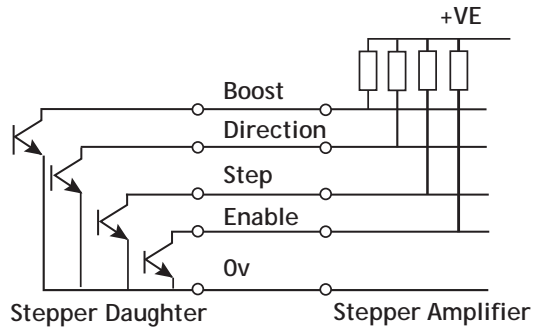 +VE
Boost
Direction
Step
Enable
0v
Stepper Daughter
Stepper Amplifier